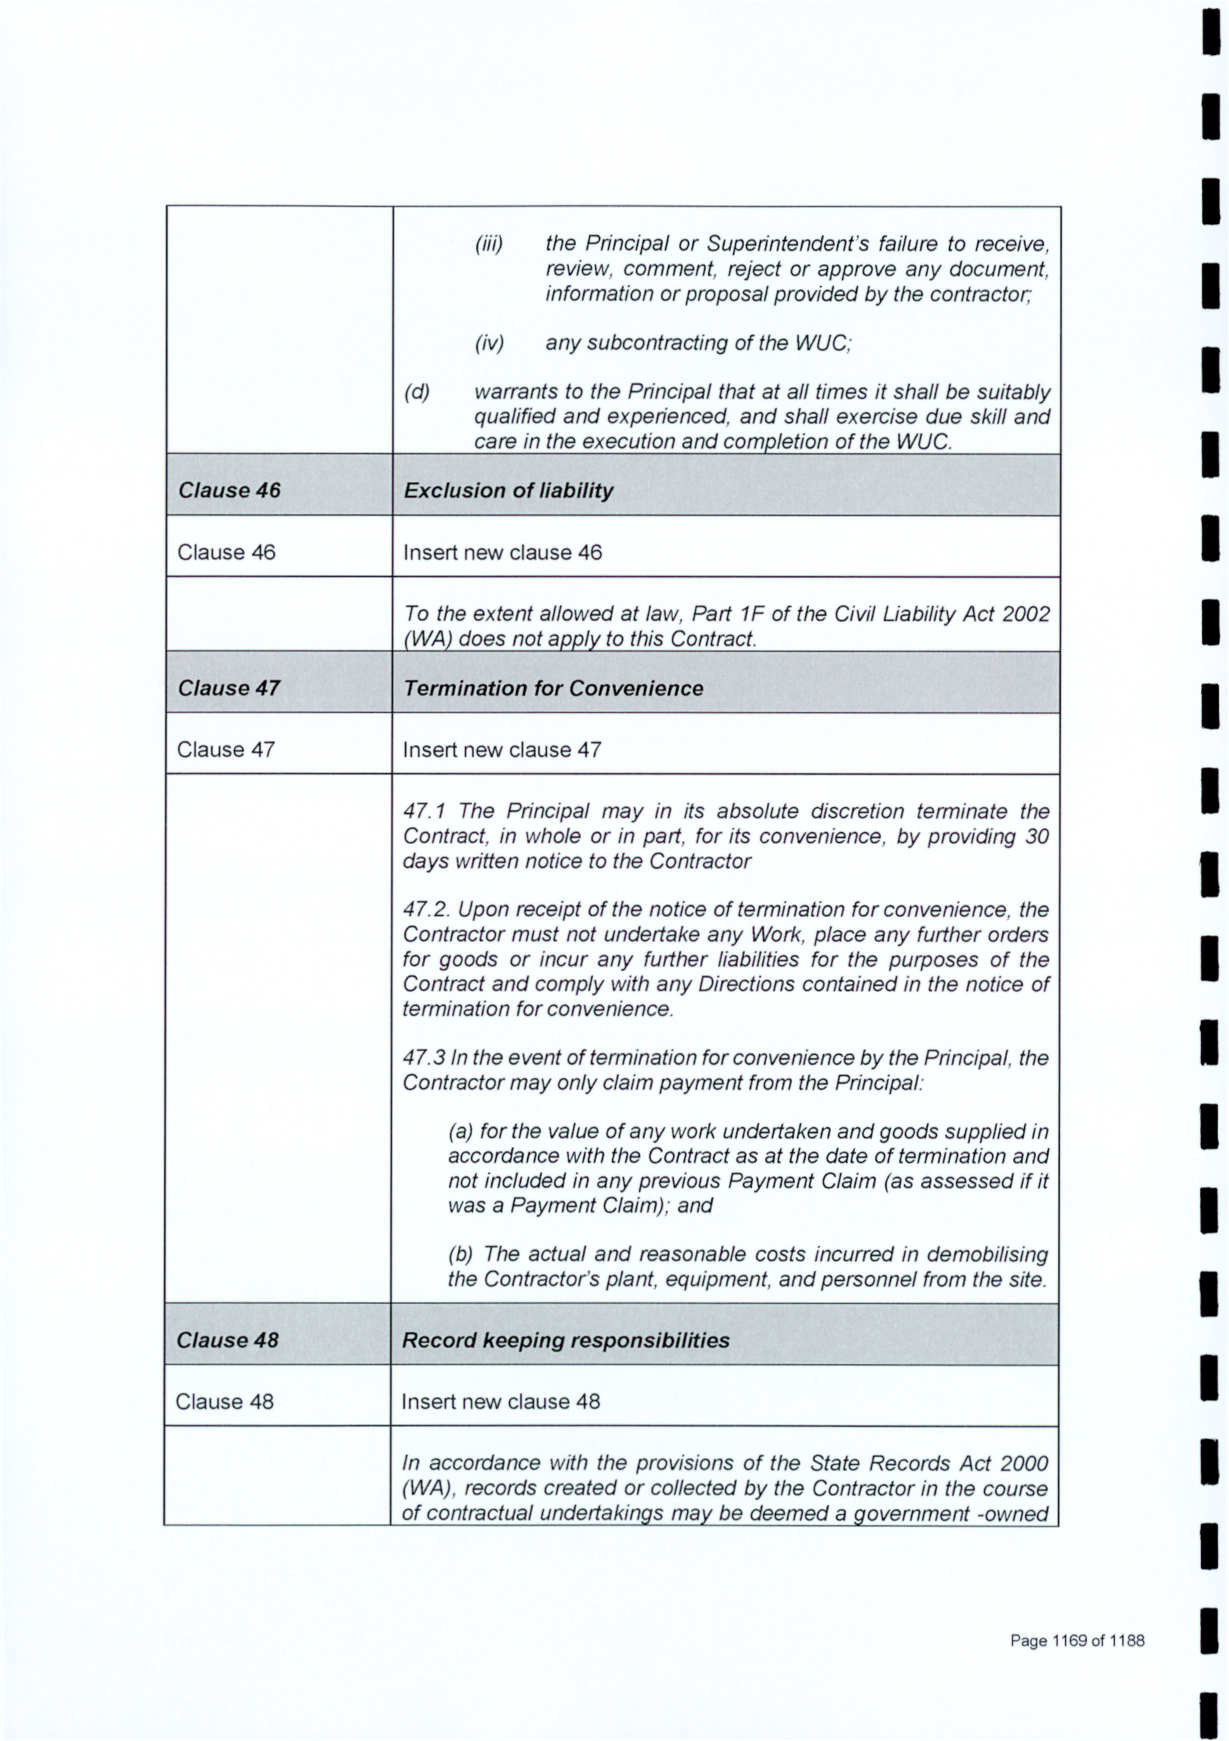 (iii) the Principal or Superintendent's failure to receive,
review, comment, reject or approve any document,
information or proposal provided by the contractor;
(iv) any subcontracting of the WUC;
(d) warrants to the Principal that at all times it shall be suitably
qualified and experienced, and shall exercise due skill and
care in the execution and completion of the WUC.
Clause 46 Exclusion of liability
Clause 46 Insert new clause 46
To the extent allowed at law, Part 1F of the Civil Liability Act 2002
(WA) does not apply to this Contract.
Clause 47 Termination for Convenience
Clause 47 Insert new clause 47
47.1 The Principal may in its absolute discretion terminate the
Contract, in whole or in part, for its convenience, by providing 30
days written notice to the Contractor
47.2. Upon receipt of the notice of termination for convenience, the
Contractor must not undertake any Work, place any further orders
for goods or incur any further liabilities for the purposes of the
Contract and comply with any Directions contained in the notice of
termination for convenience.
47.3 In the event of termination for convenience by the Principal, the
Contractor may only claim payment from the Principal:
(a) for the value of any work undertaken and goods supplied in
accordance with the Contract as at the date of termination and
not included in any previous Payment Claim (as assessed if it
was a Payment Claim); and
(b) The actual and reasonable costs incurred in demobilising
the Contractor's plant, equipment, and personnel from the site.
Clause 48 Record keeping responsibilities
Clause 48 Insert new clause 48
In accordance with the provisions of the State Records Act 2000
(WA), records created or collected by the Contractor in the course
of contractual undertakings may be deemed a government -owned
Page 1169 of 1188